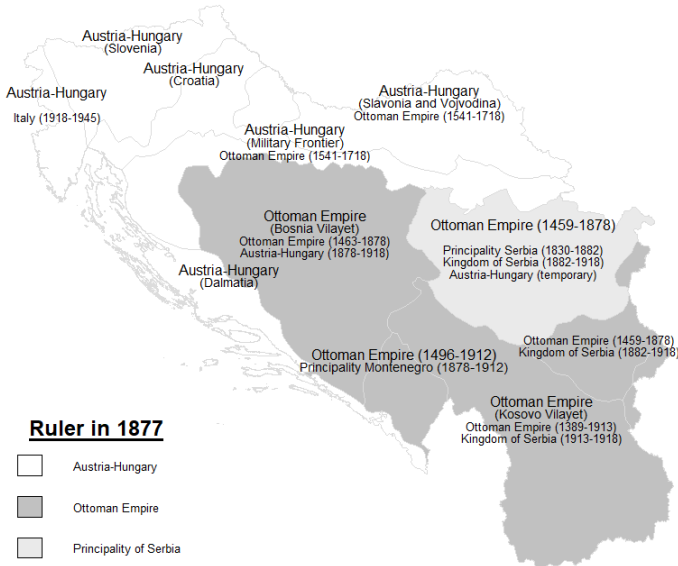 Austria-Hungary
(Slovenia)
Austria-Hungary
(Croatia)
Austria-Hungary
Italy (1918-1945)
Austria-Hungary
(Slavonia and Vojvodina)
Ottoman Empire (1541-1718)
Austria-Hungary
(Military Frontier)
Ottoman Empire (1541-1718)
Ottoman Empire
(Bosnia Vilayet)
Ottoman Empire (1463-1878)
Austria-Hungary (1878-1918)
Ottoman Empire (1459-1878)
Principality Serbia (1830-1882)
Kingdom of Serbia (1882-1918)
Austria-Hungary (temporary)
Austria-Hungary
(Dalmatia)
Ottoman Empire (1459-1878)
Kingdom of Serbia (1882-1918)
Ottoman Empire (1496-1912)
Principality Montenegro (1878-1912)
Ottoman Empire
(Kosovo Vilayet)
Ottoman Empire (1389-1913)
Kingdom of Serbia (1913-1918)
Ruler in 1877
Austria-Hungary
Ottoman Empire
Principality of Serbia